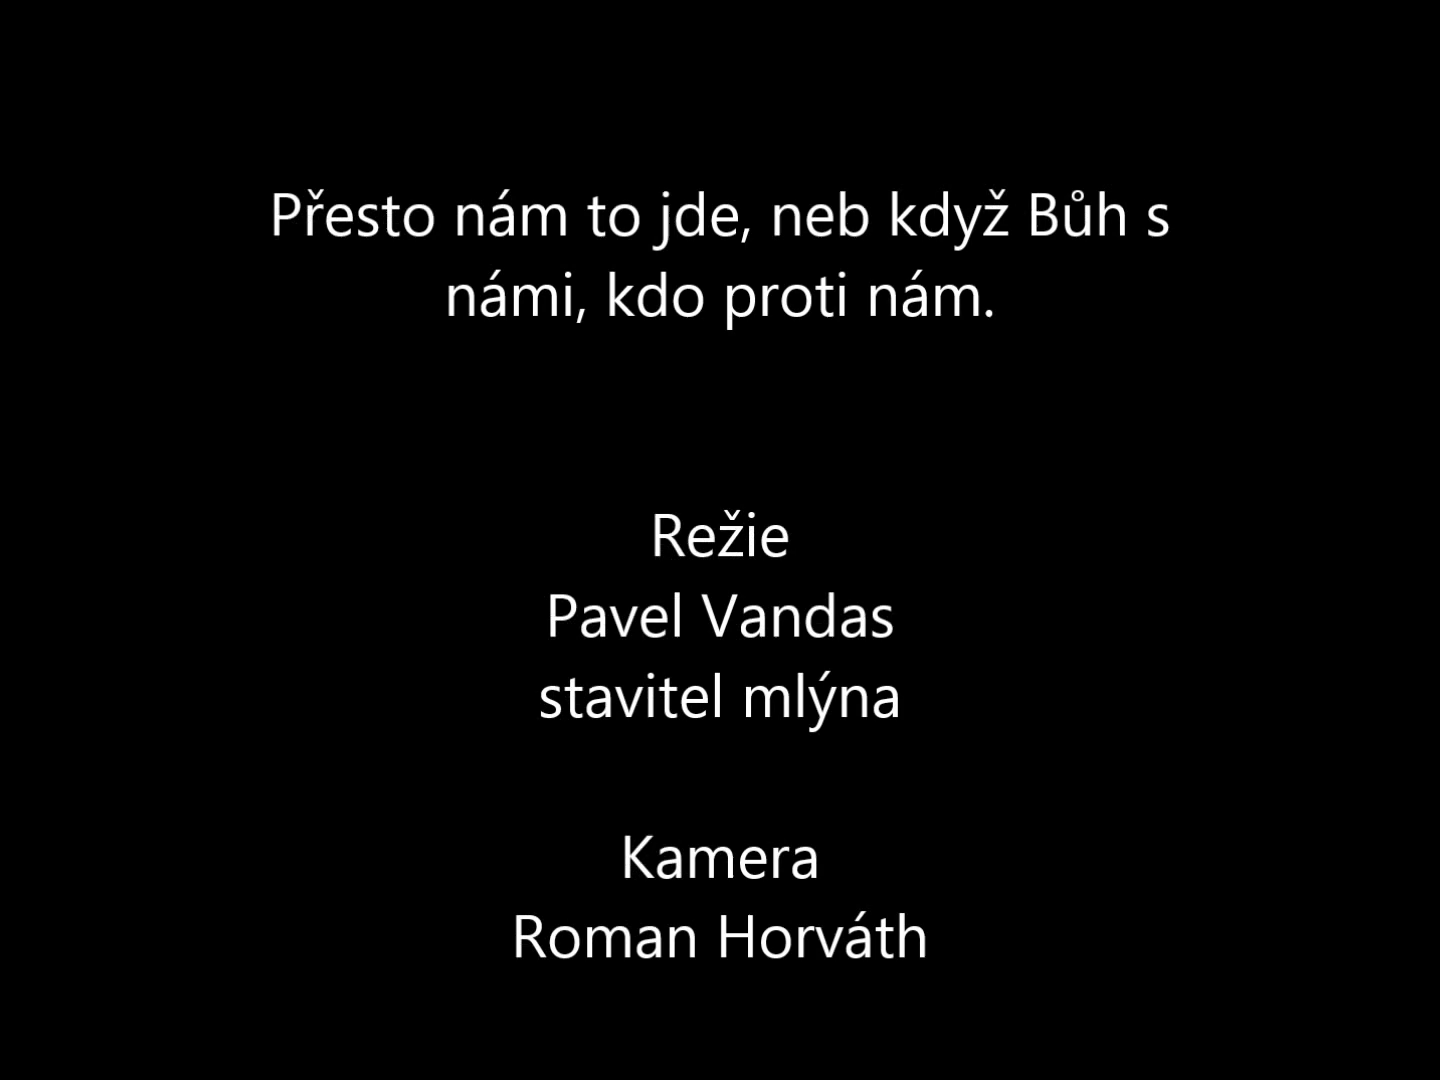 Přesto nám to jde, neb když Bůh s
námi, kdo proti nám.
Režie
Pavel Vandas
stavitel mlýna
Kamera
Roman Horváth